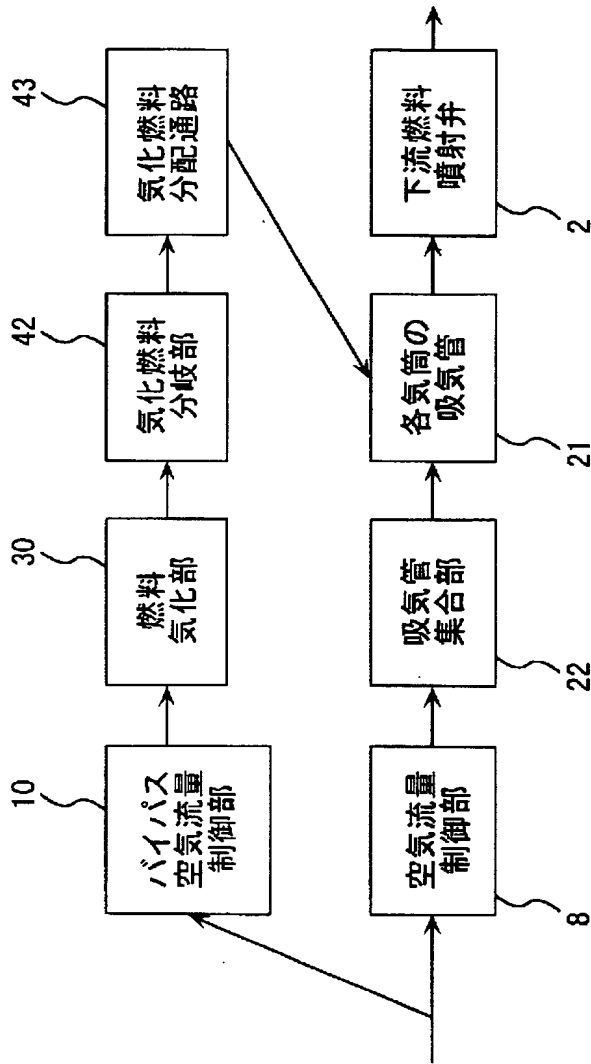 10
バイパス
空気流量
制御部
30
燃料
気化部
42
気化燃料
分岐部
43
気化燃料
分配通路
空気流量
制御部
8
吸気管
集合部
22
各気筒の
吸気管
21
下流燃料
噴射弁
2